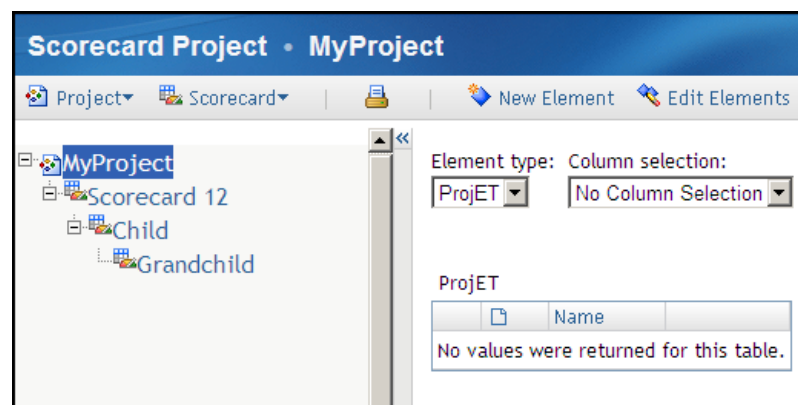 Scorecard Project • MyProject
Project Scorecard New Element Edit Elements
MyProject
Scorecard 12
Child
Grandchild
Element type: Column selection:
ProjET No Column Selection
ProjET
Name
No values were returned for this table.